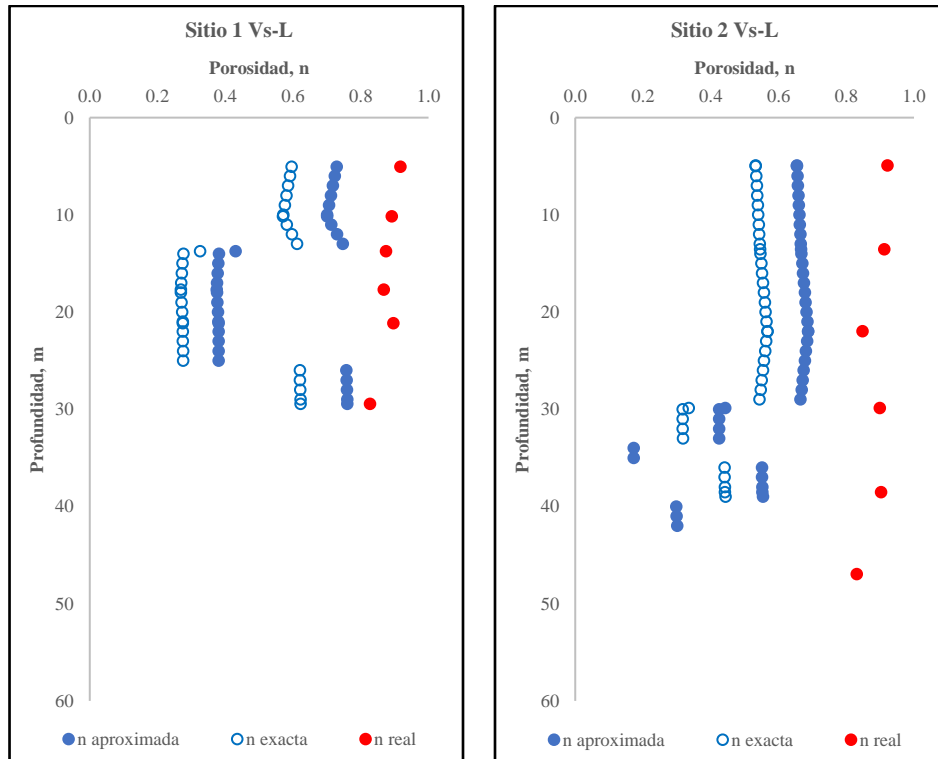 Sitio 1 Vs-L
Porosidad, n
0.0 0.2 0.4 0.6 0.8 1.0
0
10
20
30
40
50
60
Profundidad, m
n aproximada n exacta n real
Sitio 2 Vs-L
Porosidad, n
0.0 0.2 0.4 0.6 0.8 1.0
0
10
20
30
40
50
60
Profundidad, m
n aproximada n exacta n real